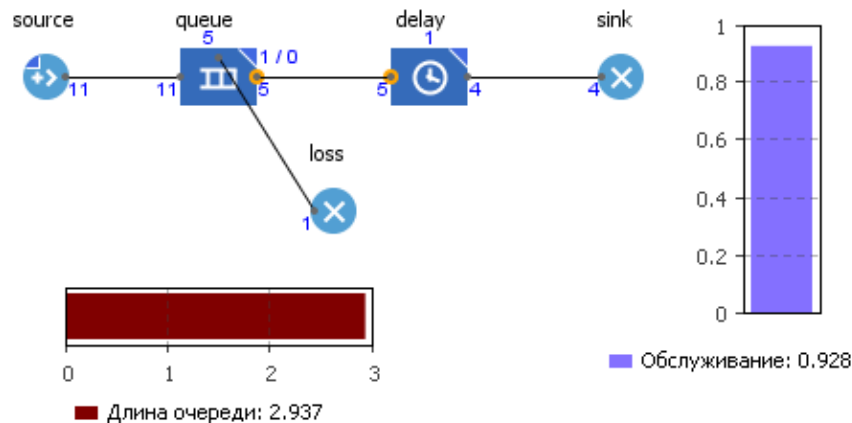 source queue delay sink
5 1 / 0 1
11 11 5 5 4 4
loss
1
0 1 2 3
Длина очереди: 2.937
1
0.8
0.6
0.4
0.2
0
Обслуживание: 0.928